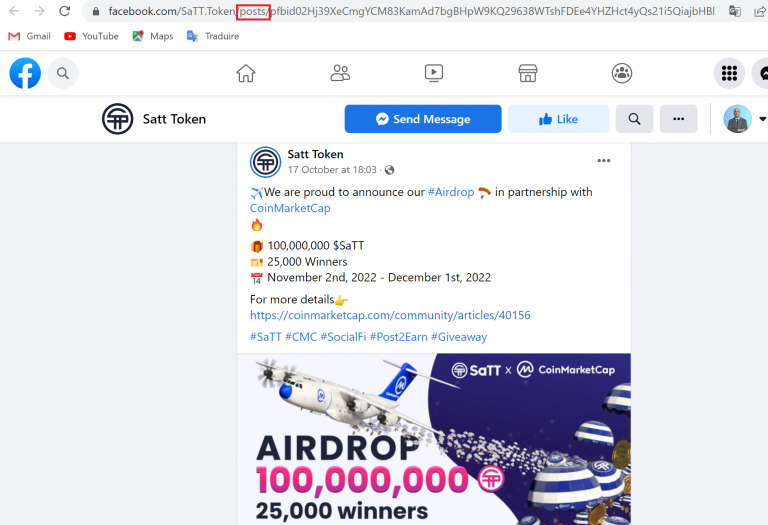 facebook.com/SaTT.Token/posts/pfbid02Hj39XeCmgYCM83KamAd7bgBHpW9KQ29638WTshFDEe4YHZHct4yQs21i5QiajbHBl
Gmail YouTube Maps Traduire
Satt Token Send Message Like
Satt Token
17 October at 18:03
We are proud to announce our #Airdrop in partnership with
CoinMarketCap
100,000,000 $SaTT
25,000 Winners
November 2nd, 2022 - December 1st, 2022
For more details
https://coinmarketcap.com/community/articles/40156
#SaTT #CMC #SocialFi #Post2Earn #Giveaway
SaTT x CoinMarketCap
AIRDROP
100,000,000
25,000 winners